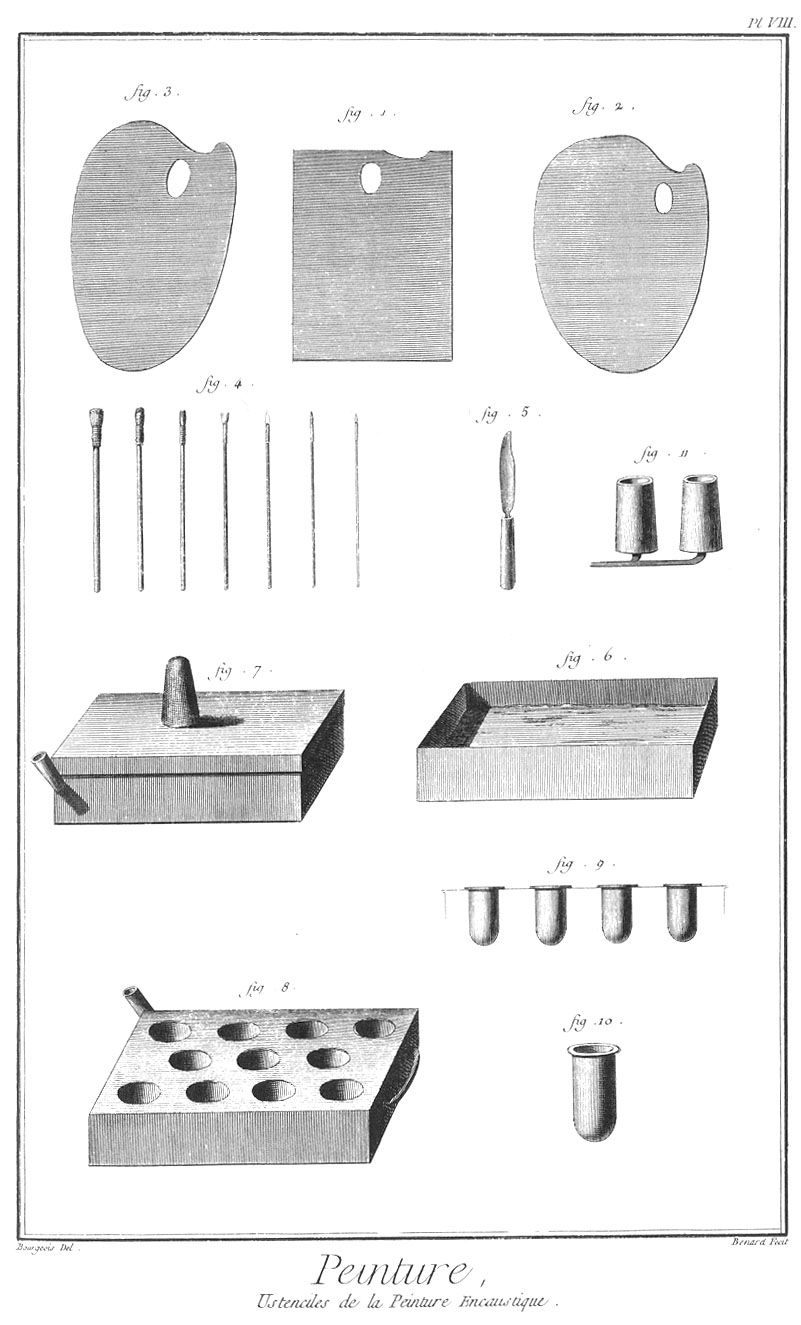 Pl VIII.
fig. 3.
fig. 1.
fig. 2.
fig. 4.
fig. 5.
fig. 11.
fig. 7.
fig. 6.
fig. 9.
fig. 8.
fig. 10.
Bourgeois Del.
Benard Fecit
Peinture,
Ustenciles de la Peinture Encaustique.